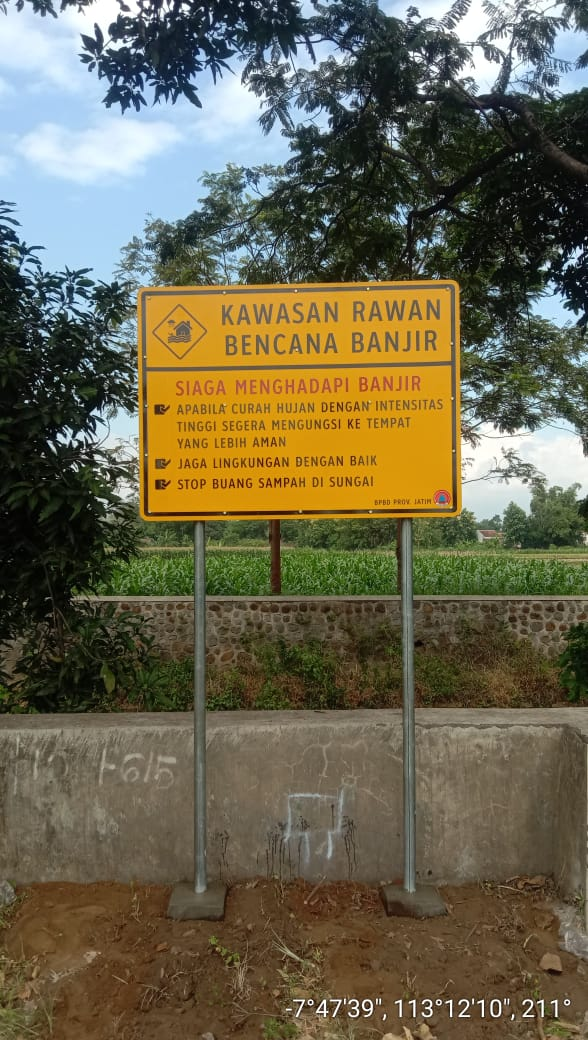 KAWASAN RAWAN
BENCANA BANJIR
SIAGA MENGHADAPI BANJIR
APABILA CURAH HUJAN DENGAN INTENSITAS
TINGGI SEGERA MENGUNGSI KE TEMPAT
YANG LEBIH AMAN
JAGA LINGKUNGAN DENGAN BAIK
STOP BUANG SAMPAH DI SUNGAI
BPBD PROV. JATIM
-7°47'39", 113°12'10", 211°